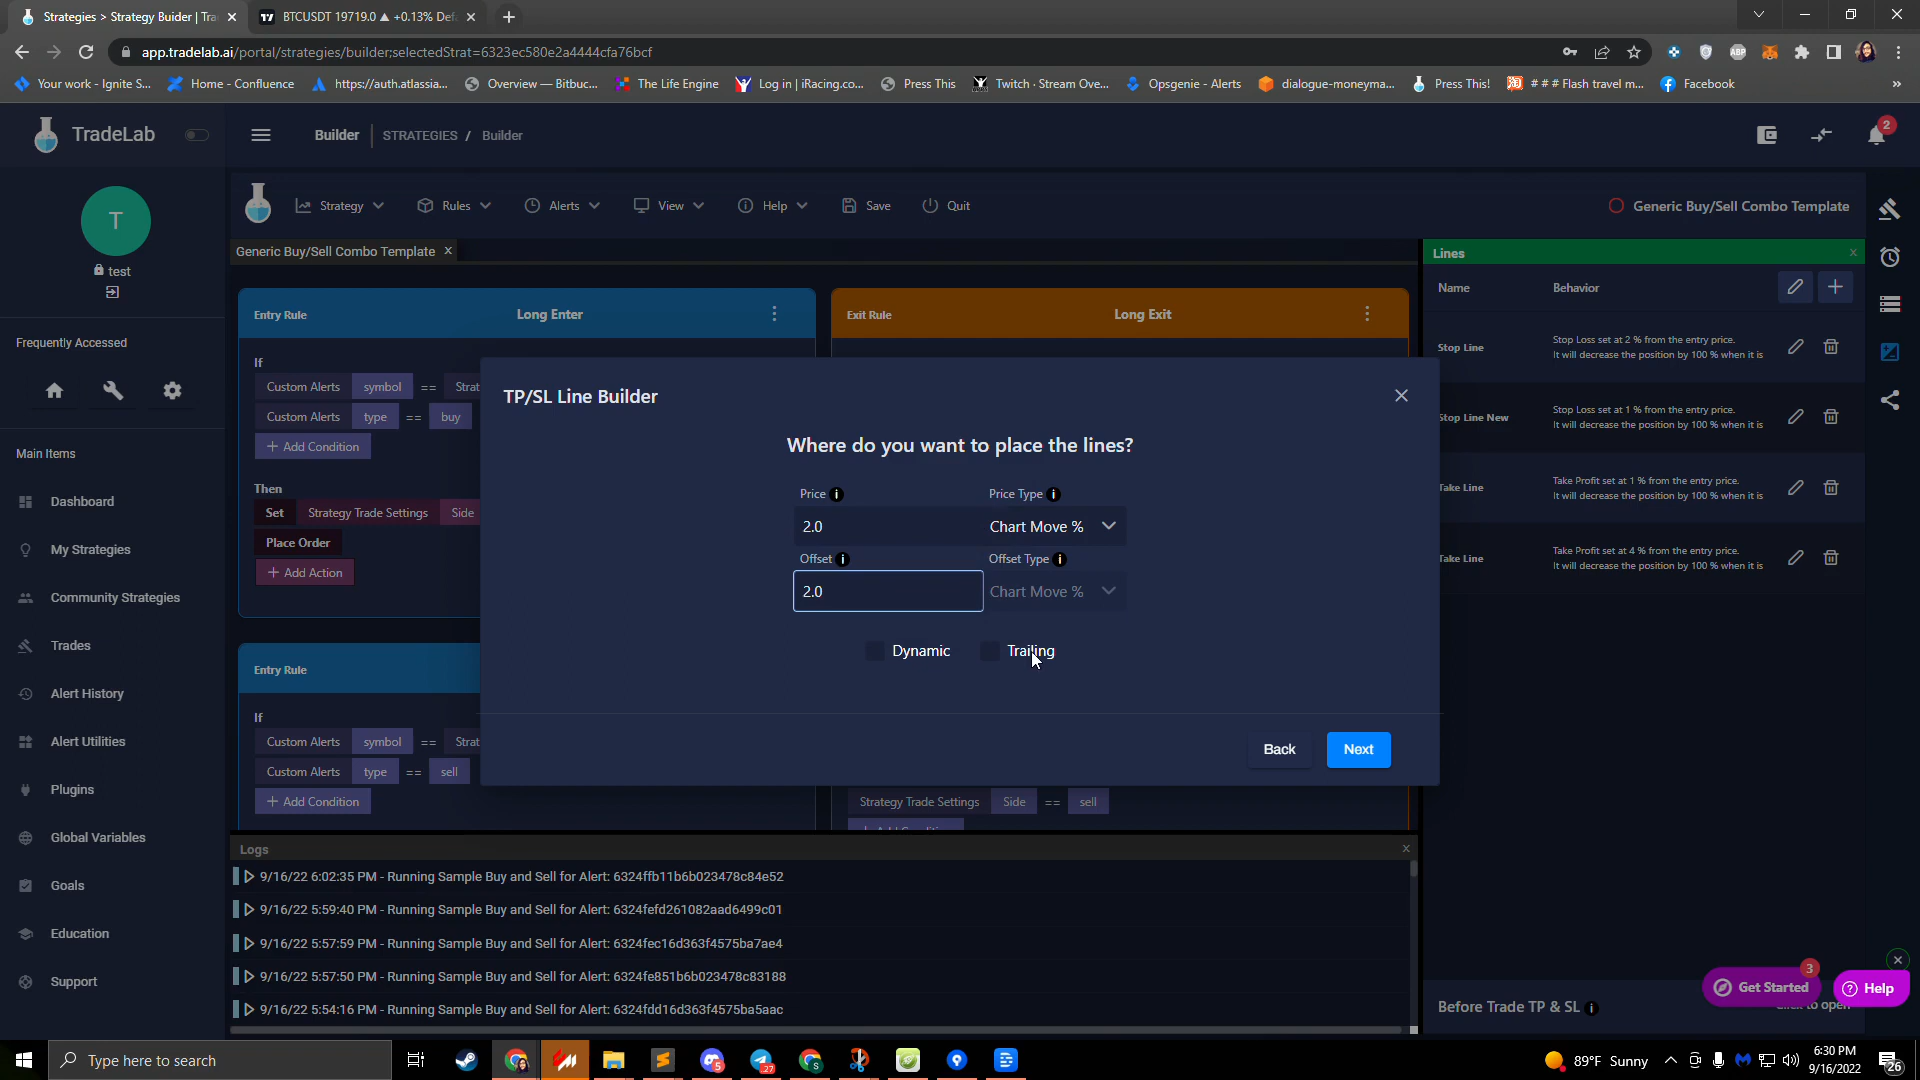 Strategies > Strategy Buider | Tra
BTCUSDT 19719.0 ▲ +0.13% Def
app.tradelab.ai/portal/strategies/builder;selectedStrat=6323ec580e2a4444cfa76bcf
Your work - Ignite S...
Home - Confluence
https://auth.atlassia...
Overview — Bitbuc...
The Life Engine
Log in | iRacing.co...
Press This
Twitch - Stream Ove...
Opsgenie - Alerts
dialogue-moneyma...
Press This!
# # # Flash travel m...
Facebook
»
TradeLab
Builder
STRATEGIES / Builder
2
T
test
Frequently Accessed
Main Items
Dashboard
My Strategies
Community Strategies
Trades
Alert History
Alert Utilities
Plugins
Global Variables
Goals
Education
Support
Strategy
Rules
Alerts
View
Help
Save
Quit
Generic Buy/Sell Combo Template
Generic Buy/Sell Combo Template x
Entry Rule
Long Enter
If
Custom Alerts symbol == Strat
Custom Alerts type == buy
+ Add Condition
Then
Set Strategy Trade Settings Side
Place Order
+ Add Action
Exit Rule
Long Exit
Entry Rule
If
Custom Alerts symbol == Strat
Custom Alerts type == sell
+ Add Condition
Strategy Trade Settings Side == sell
TP/SL Line Builder
Where do you want to place the lines?
Price
Price Type
2.0
Chart Move %
Offset
Offset Type
2.0
Chart Move %
Dynamic
Trailing
Back
Next
Lines
Name
Behavior
Stop Line
Stop Loss set at 2 % from the entry price.
It will decrease the position by 100 % when it is
Stop Line New
Stop Loss set at 1 % from the entry price.
It will decrease the position by 100 % when it is
Take Line
Take Profit set at 1 % from the entry price.
It will decrease the position by 100 % when it is
Take Line
Take Profit set at 4 % from the entry price.
It will decrease the position by 100 % when it is
Logs
9/16/22 6:02:35 PM - Running Sample Buy and Sell for Alert: 6324ffb11b6b023478c84e52
9/16/22 5:59:40 PM - Running Sample Buy and Sell for Alert: 6324fefd261082aad6499c01
9/16/22 5:57:59 PM - Running Sample Buy and Sell for Alert: 6324fec16d363f4575ba7ae4
9/16/22 5:57:50 PM - Running Sample Buy and Sell for Alert: 6324fe851b6b023478c83188
9/16/22 5:54:16 PM - Running Sample Buy and Sell for Alert: 6324fdd16d363f4575ba5aac
Before Trade TP & SL
3
Get Started
Help
Type here to search
5
27
89°F Sunny
6:30 PM
9/16/2022
26